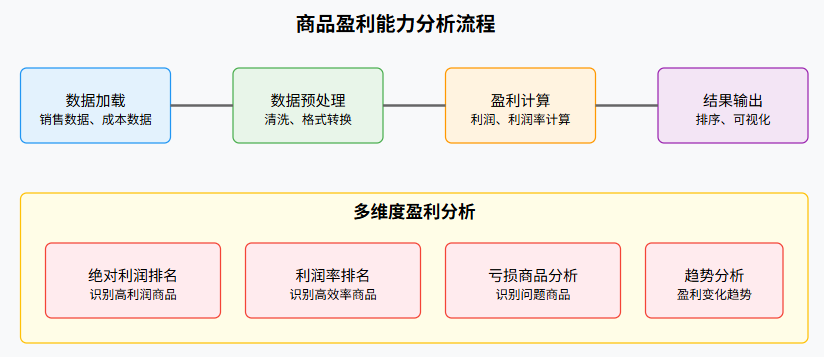 商品盈利能力分析流程
数据加载
销售数据、成本数据
数据预处理
清洗、格式转换
盈利计算
利润、利润率计算
结果输出
排序、可视化
多维度盈利分析
绝对利润排名
识别高利润商品
利润率排名
识别高效率商品
亏损商品分析
识别问题商品
趋势分析
盈利变化趋势